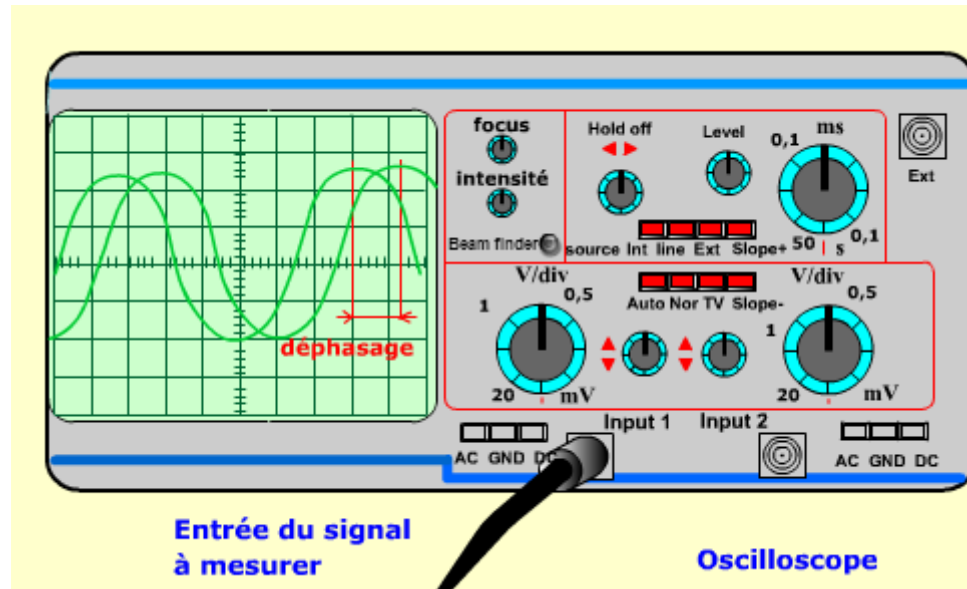 focus
intensité
Beam finder
Hold off
Level
ms
0,1
50 s 0,1
Ext
source Int line Ext Slope+
Auto Nor TV Slope-
V/div
1 0,5
20 mV
V/div
1 0,5
20 mV
déphasage
Input 1 Input 2
AC GND DC
AC GND DC
Entrée du signal
à mesurer
Oscilloscope